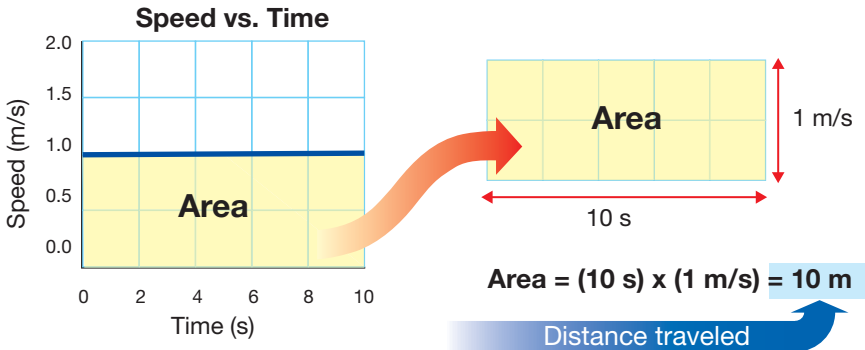 Speed vs. Time
Speed (m/s)
2.0
1.5
1.0
0.5
0.0
Area
0 2 4 6 8 10
Time (s)
Area
1 m/s
10 s
Area = (10 s) x (1 m/s) = 10 m
Distance traveled